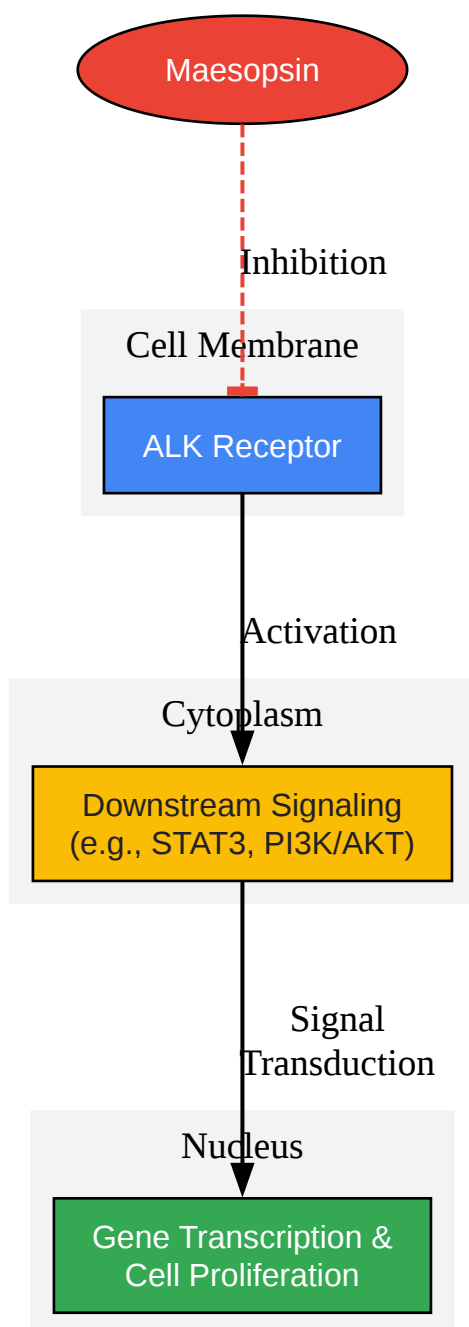 Maesopsin
Inhibition
Cell Membrane
ALK Receptor
Activation
Cytoplasm
Downstream Signaling
(e.g., STAT3, PI3K/AKT)
Signal
Transduction
Nucleus
Gene Transcription &
Cell Proliferation